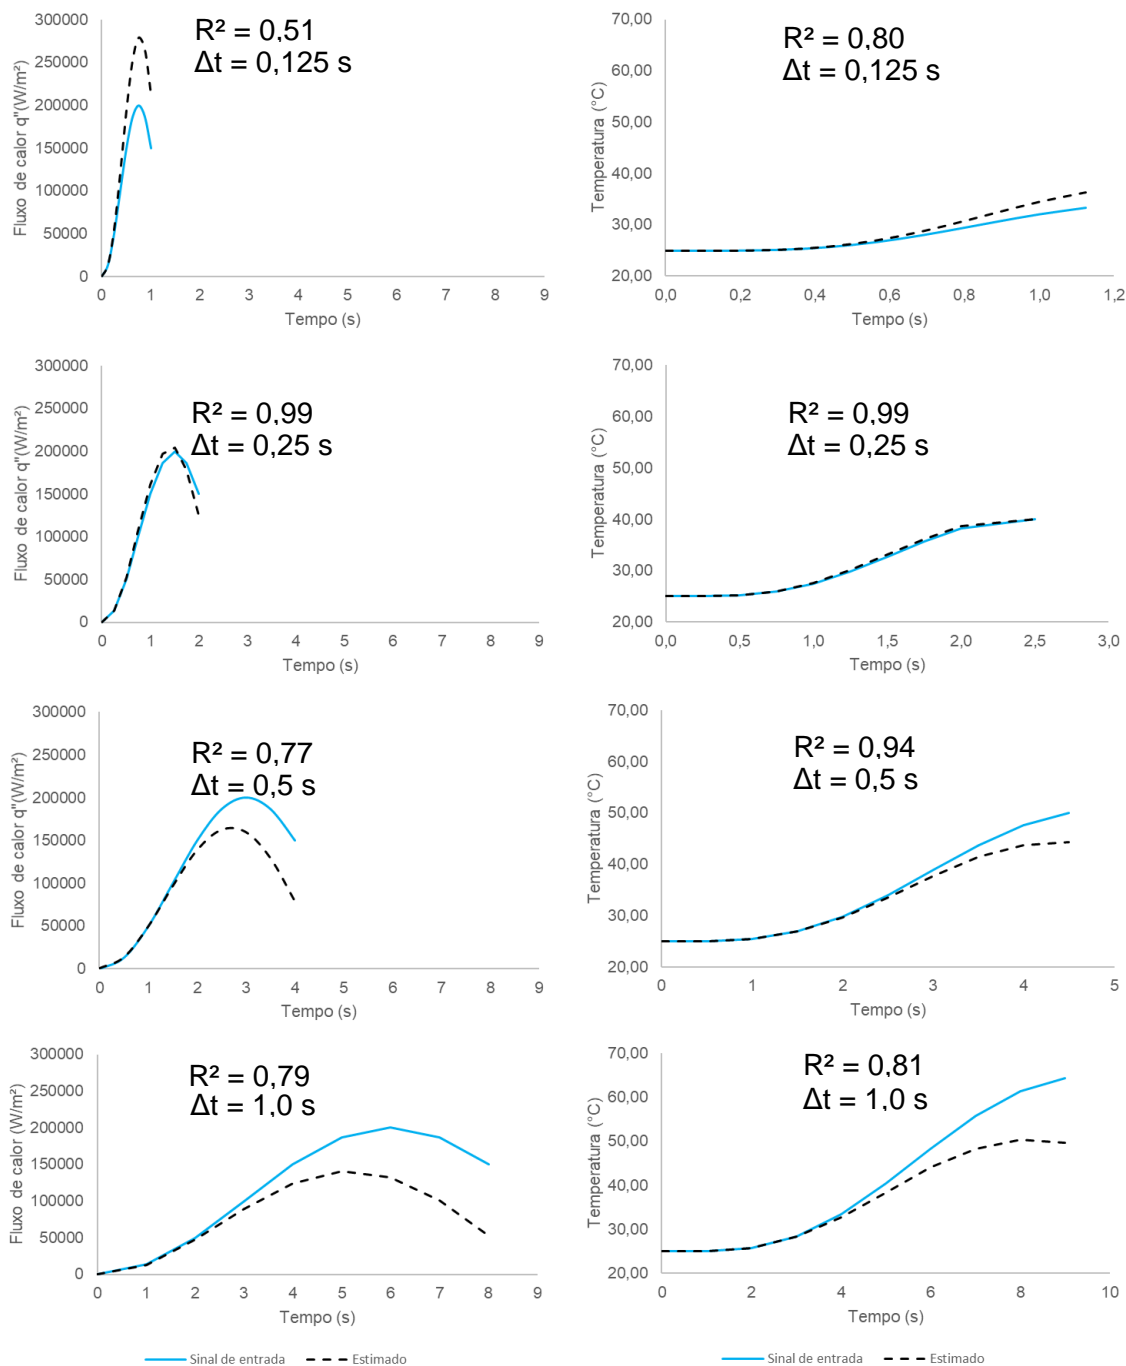 R² = 0,51
Δt = 0,125 s
300000
250000
200000
150000
100000
50000
0
Fluxo de calor q"(W/m²)
0 1 2 3 4 5 6 7 8 9
Tempo (s)
R² = 0,80
Δt = 0,125 s
70,00
60,00
50,00
40,00
30,00
20,00
Temperatura (°C)
0,0 0,2 0,4 0,6 0,8 1,0 1,2
Tempo (s)
R² = 0,99
Δt = 0,25 s
300000
250000
200000
150000
100000
50000
0
Fluxo de calor q"(W/m²)
0 1 2 3 4 5 6 7 8 9
Tempo (s)
R² = 0,99
Δt = 0,25 s
70,00
60,00
50,00
40,00
30,00
20,00
Temperatura (°C)
0,0 0,5 1,0 1,5 2,0 2,5 3,0
Tempo (s)
R² = 0,77
Δt = 0,5 s
300000
250000
200000
150000
100000
50000
0
Fluxo de calor q"(W/m²)
0 1 2 3 4 5 6 7 8 9
Tempo (s)
R² = 0,94
Δt = 0,5 s
70,00
60,00
50,00
40,00
30,00
20,00
Temperatura (°C)
0 1 2 3 4 5
Tempo (s)
R² = 0,79
Δt = 1,0 s
300000
250000
200000
150000
100000
50000
0
Fluxo de calor (W/m²)
0 1 2 3 4 5 6 7 8 9
Tempo (s)
R² = 0,81
Δt = 1,0 s
70,00
60,00
50,00
40,00
30,00
20,00
Temperatura (°C)
0 2 4 6 8 10
Tempo (s)
Sinal de entrada Estimado
Sinal de entrada Estimado